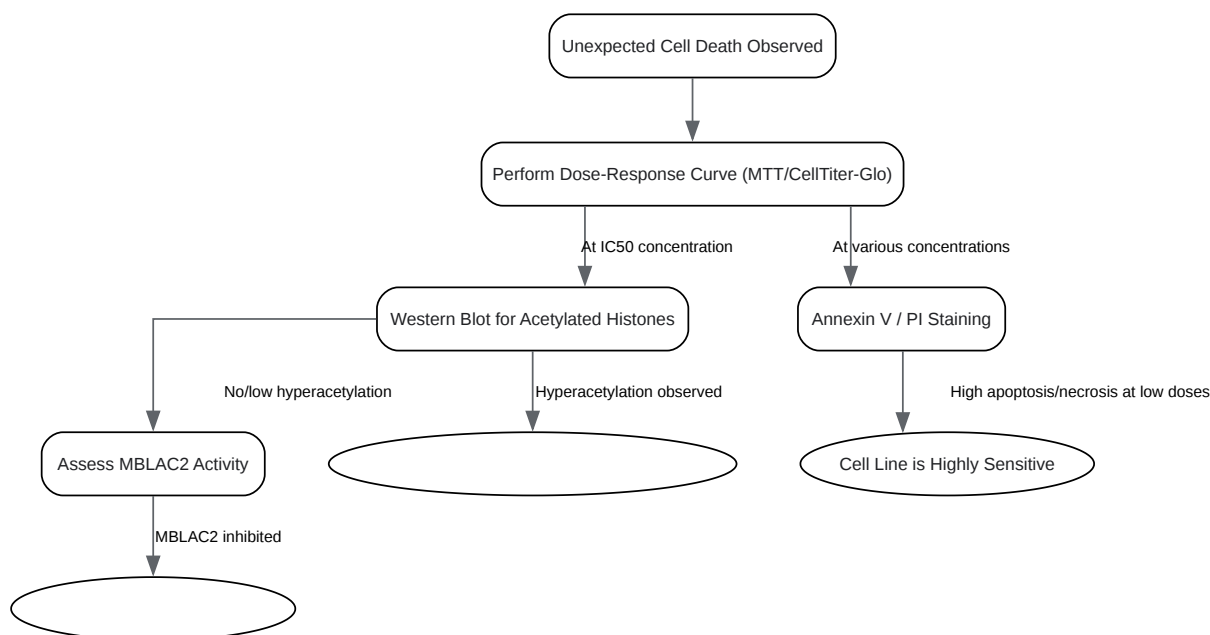 Unexpected Cell Death Observed
Perform Dose-Response Curve (MTT/CellTiter-Glo)
At IC50 concentration
At various concentrations
Western Blot for Acetylated Histones
Annexin V / PI Staining
No/low hyperacetylation
Hyperacetylation observed
High apoptosis/necrosis at low doses
Assess MBLAC2 Activity
Cell Line is Highly Sensitive
MBLAC2 inhibited